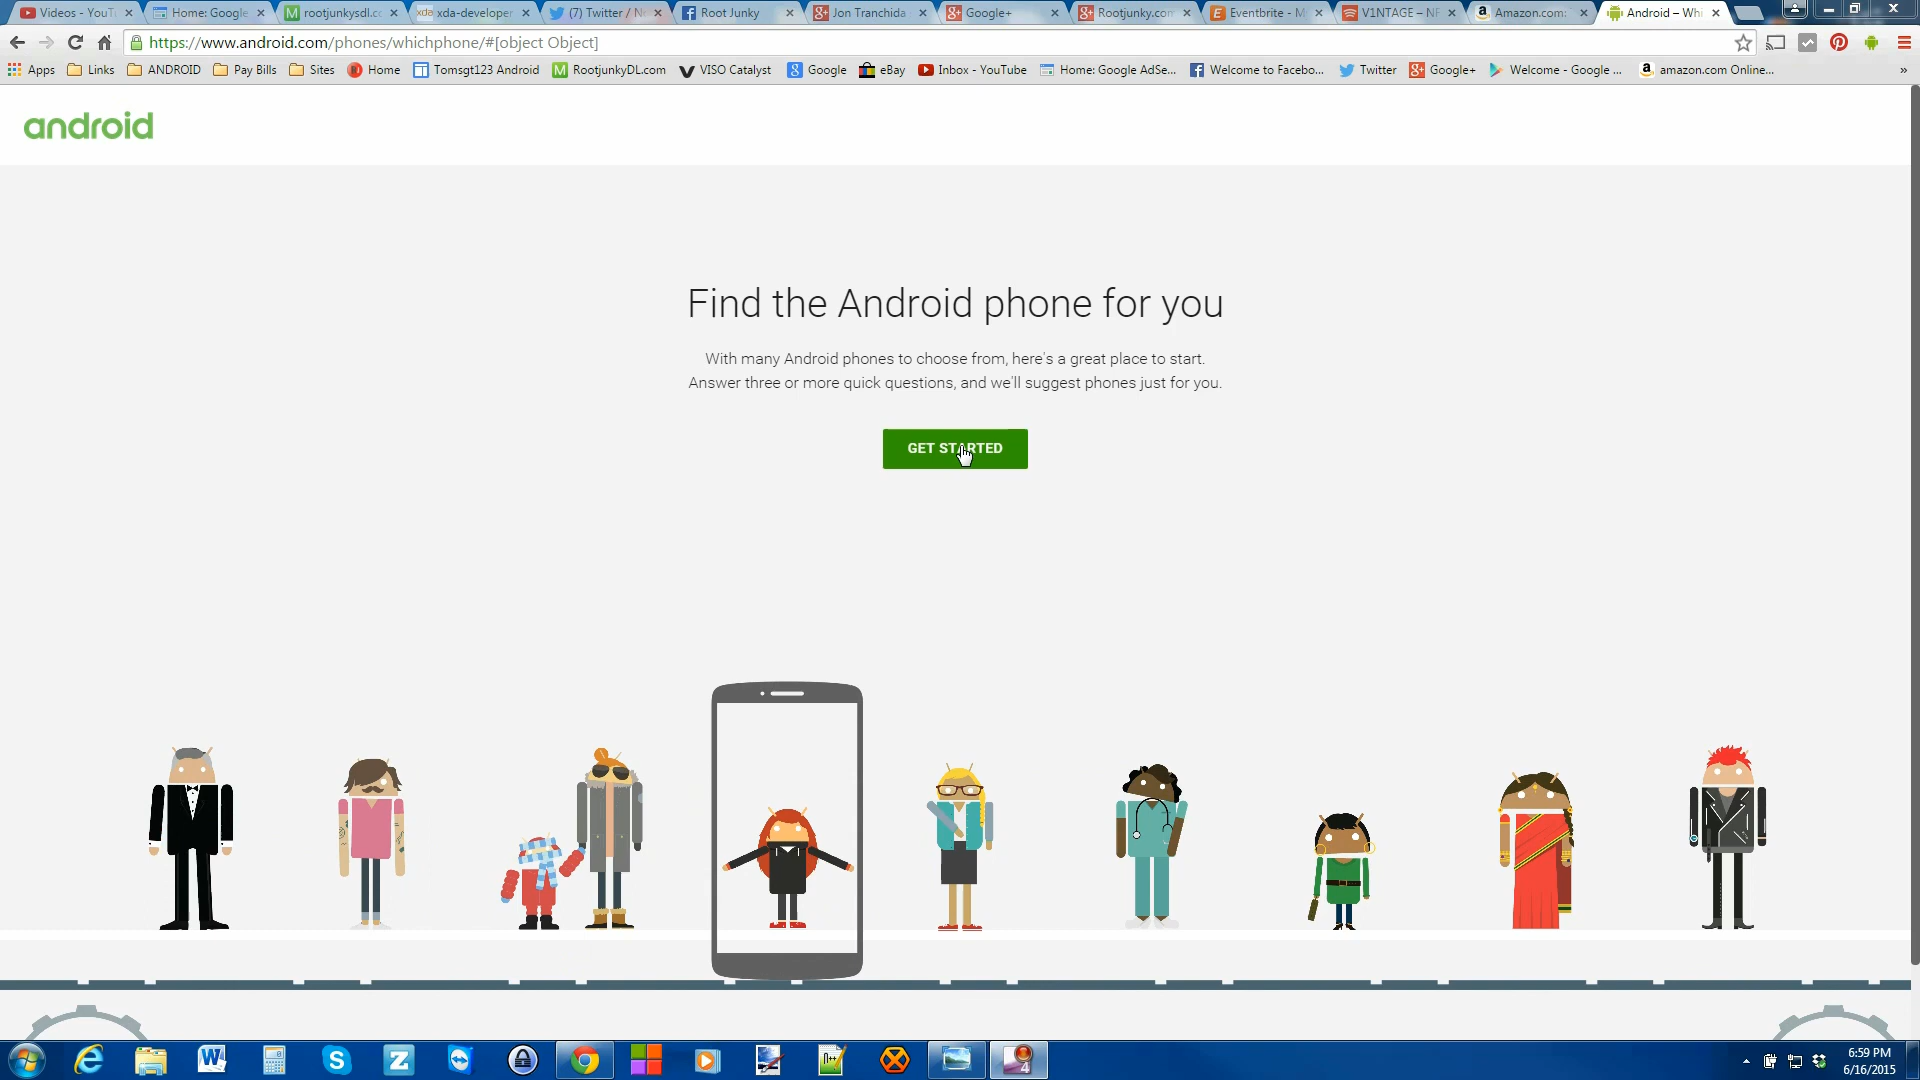 Videos - YouTu
Home: Google
rootjunkysdl.co
xda-developer
(7) Twitter / No
Root Junky
Jon Tranchida
Google+
Rootjunky.com
Eventbrite - M
V1NTAGE – NF
Amazon.com:
Android – Whi
https://www.android.com/phones/whichphone/#[object Object]
Apps
Links
ANDROID
Pay Bills
Sites
Home
Tomsgt123 Android
RootjunkyDL.com
VISO Catalyst
Google
eBay
Inbox - YouTube
Home: Google AdSe...
Welcome to Facebo...
Twitter
Google+
Welcome - Google ...
amazon.com Online...
»
android
Find the Android phone for you
With many Android phones to choose from, here's a great place to start.
Answer three or more quick questions, and we'll suggest phones just for you.
GET STARTED
6:59 PM
6/16/2015